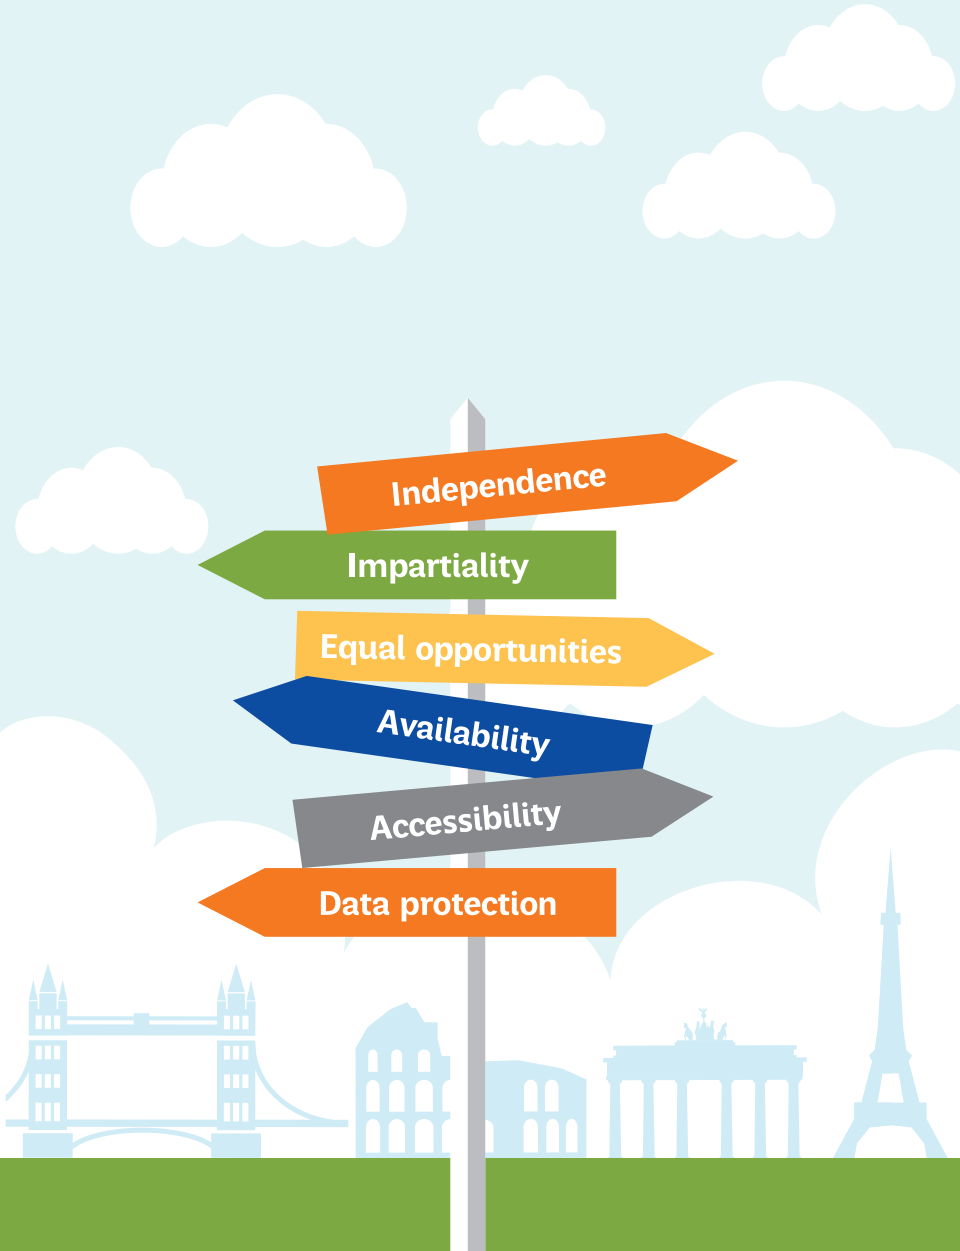 Independence
Impartiality
Equal opportunities
Availability
Accessibility
Data protection